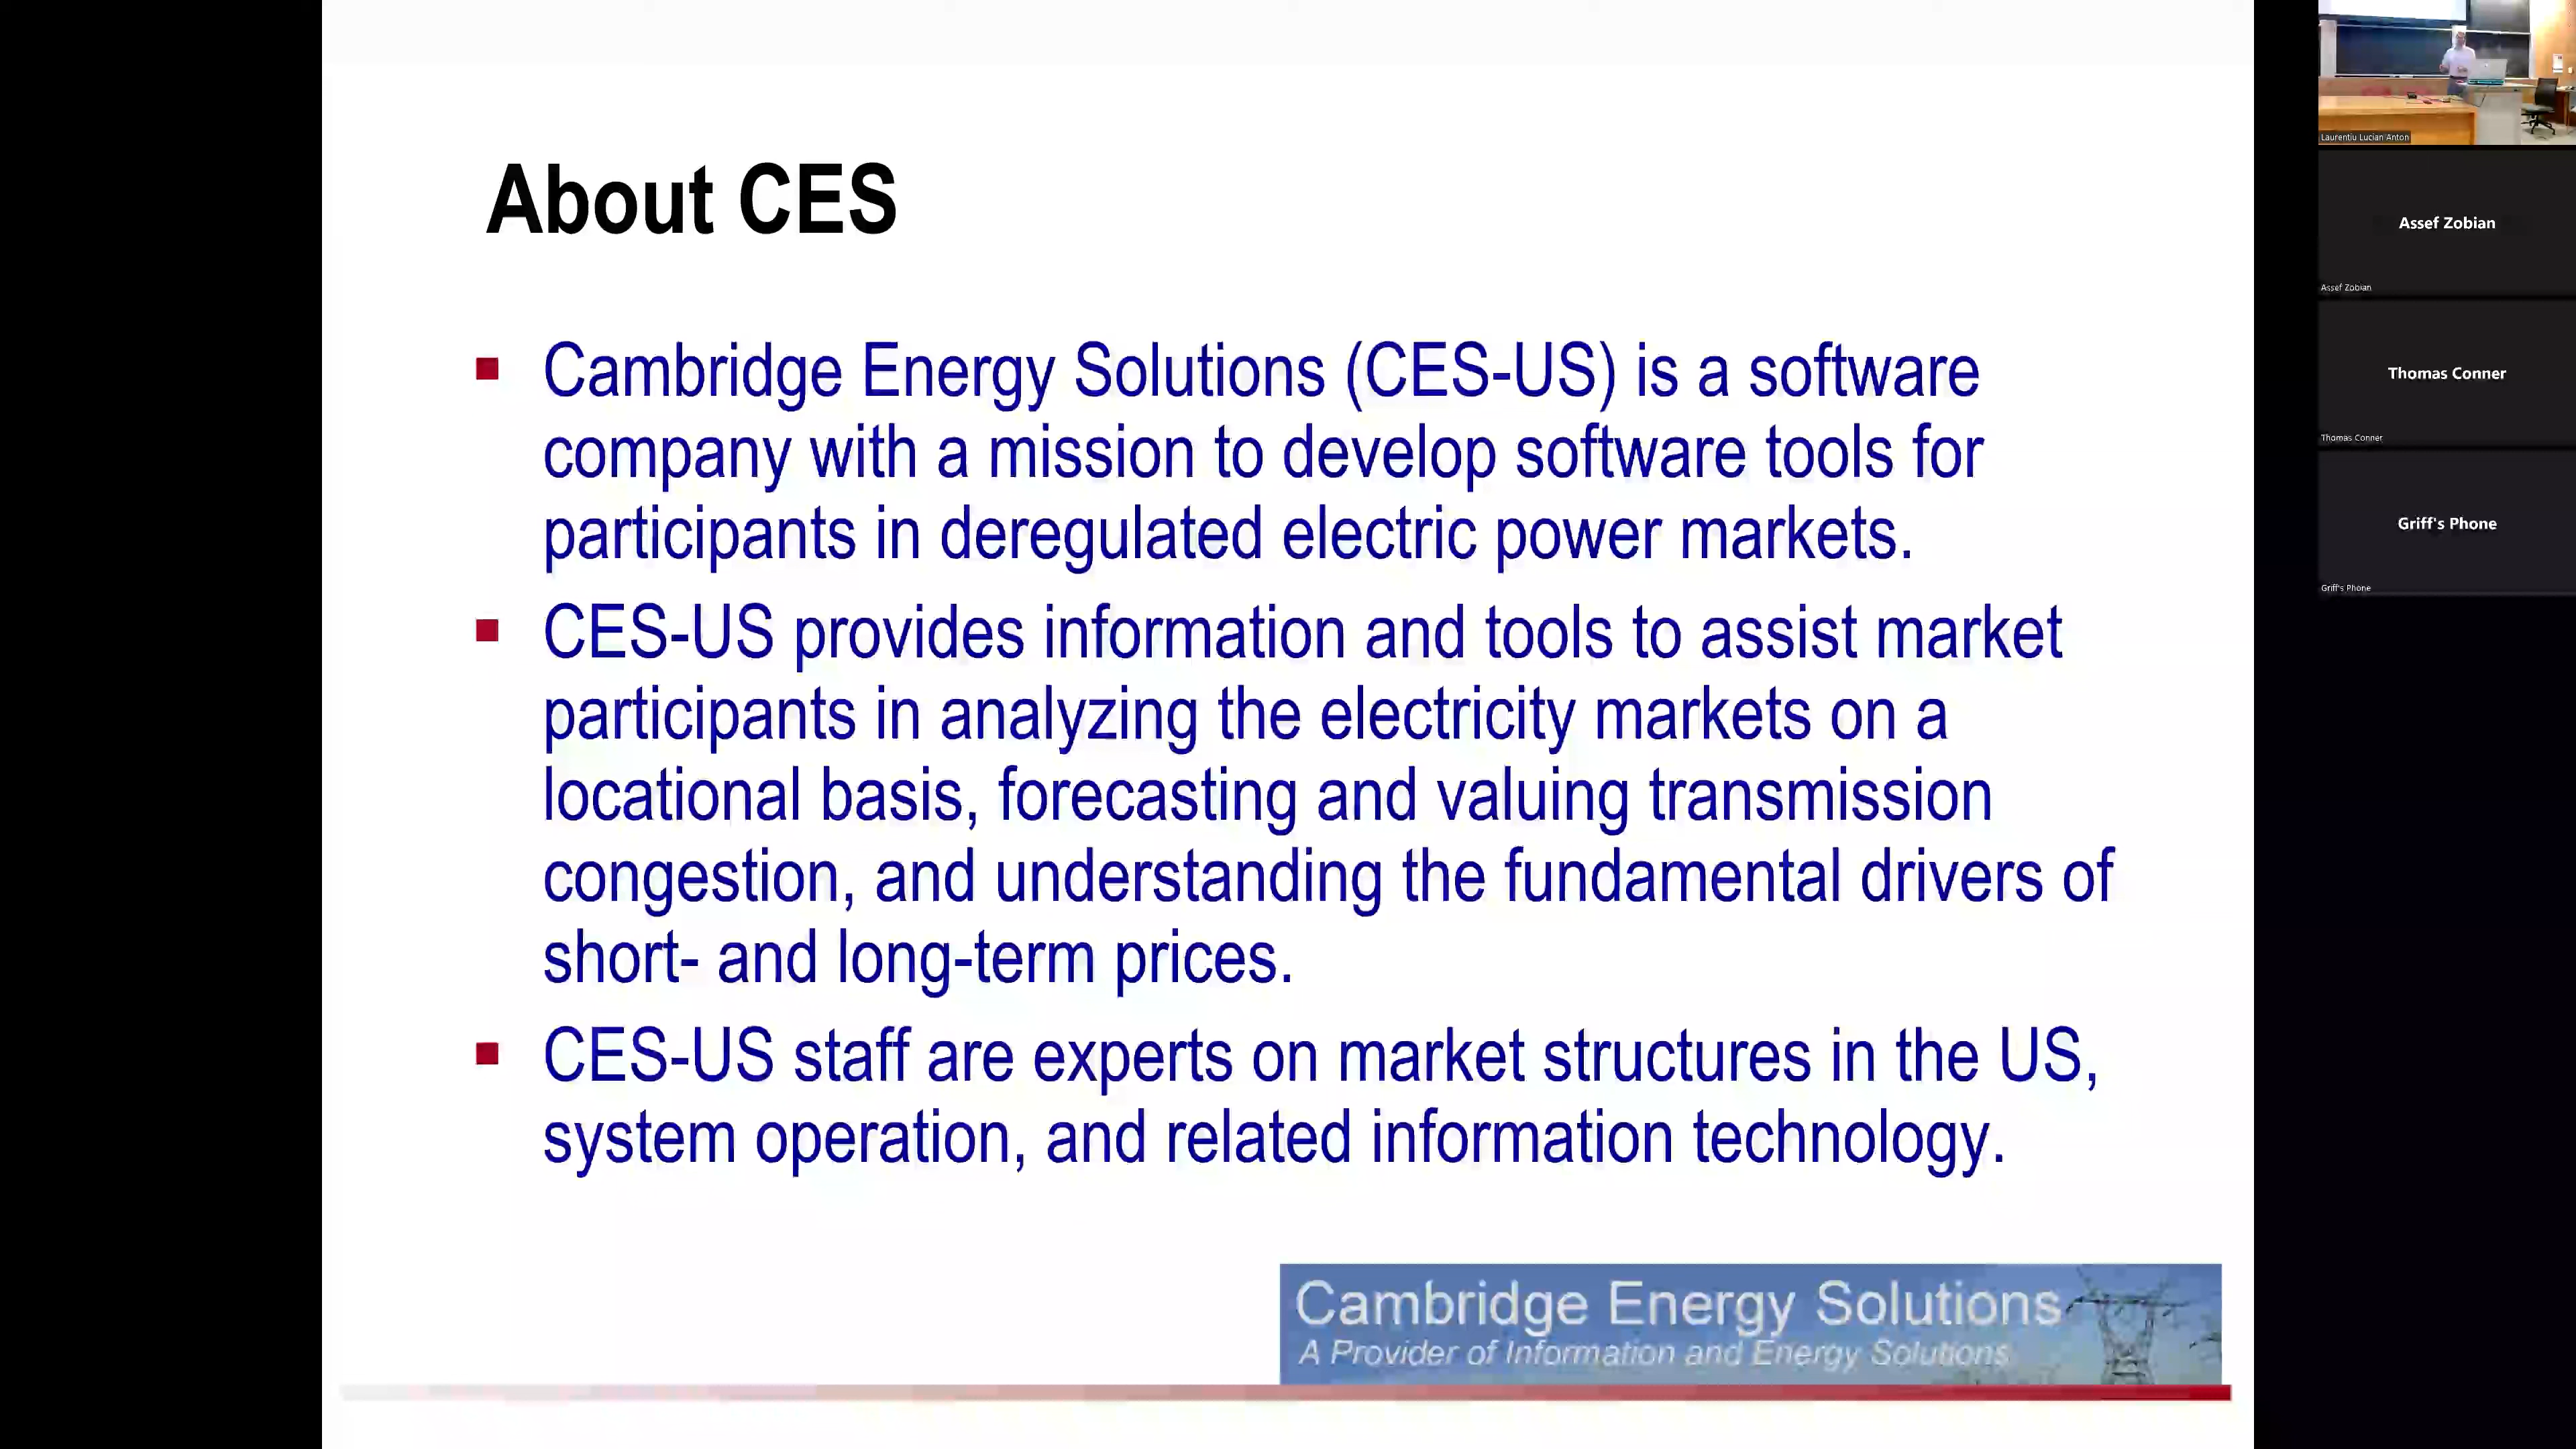 About CES
Cambridge Energy Solutions (CES-US) is a software
company with a mission to develop software tools for
participants in deregulated electric power markets.
CES-US provides information and tools to assist market
participants in analyzing the electricity markets on a
locational basis, forecasting and valuing transmission
congestion, and understanding the fundamental drivers of
short- and long-term prices.
CES-US staff are experts on market structures in the US,
system operation, and related information technology.
Cambridge Energy Solutions
A Provider of Information and Energy Solutions
Laurentiu Lucian Anton
Assef Zobian
Assef Zobian
Thomas Conner
Thomas Conner
Griff's Phone
Griff's Phone